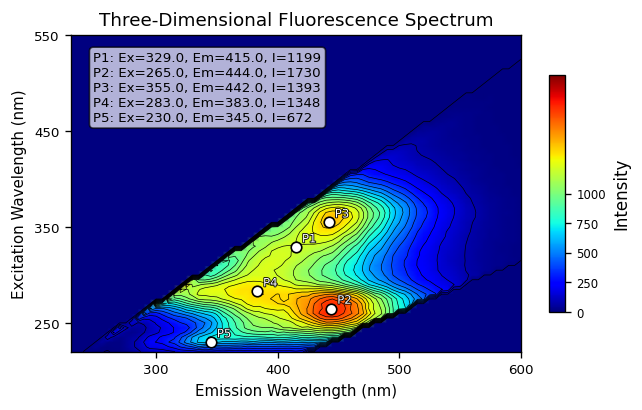 Three-Dimensional Fluorescence Spectrum
550
450
350
250
Excitation Wavelength (nm)
P1: Ex=329.0, Em=415.0, I=1199
P2: Ex=265.0, Em=444.0, I=1730
P3: Ex=355.0, Em=442.0, I=1393
P4: Ex=283.0, Em=383.0, I=1348
P5: Ex=230.0, Em=345.0, I=672
P3
P1
P4
P2
P5
300
400
500
600
Emission Wavelength (nm)
1000
750
500
250
0
Intensity